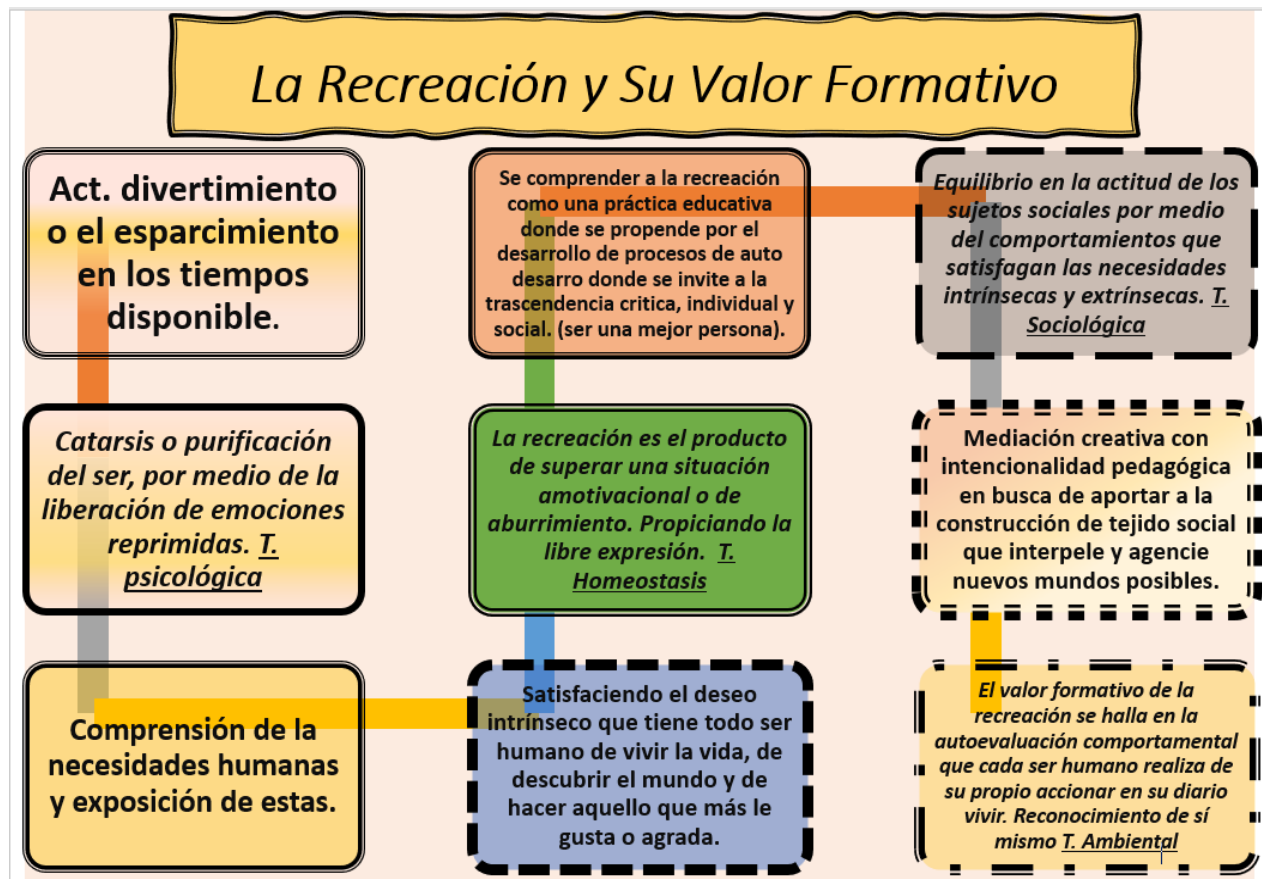 La Recreación y Su Valor Formativo
Act. divertimiento
o el esparcimiento
en los tiempos
disponible.
Catarsis o purificación
del ser, por medio de la
liberación de emociones
reprimidas. T.
psicológica
Comprensión de la
necesidades humanas
y exposición de estas.
Satisfaciendo el deseo
intrínseco que tiene todo ser
humano de vivir la vida, de
descubrir el mundo y de
hacer aquello que más le
gusta o agrada.
La recreación es el producto
de superar una situación
amotivacional o de
aburrimiento. Propiciando la
libre expresión. T.
Homeostasis
Se comprender a la recreación
como una práctica educativa
donde se propende por el
desarrollo de procesos de auto
desarro donde se invite a la
trascendencia critica, individual y
social. (ser una mejor persona).
Equilibrio en la actitud de los
sujetos sociales por medio
del comportamientos que
satisfagan las necesidades
intrínsecas y extrínsecas. T.
Sociológica
Mediación creativa con
intencionalidad pedagógica
en busca de aportar a la
construcción de tejido social
que interpele y agencie
nuevos mundos posibles.
El valor formativo de la
recreación se halla en la
autoevaluación comportamental
que cada ser humano realiza de
su propio accionar en su diario
vivir. Reconocimiento de sí
mismo T. Ambiental